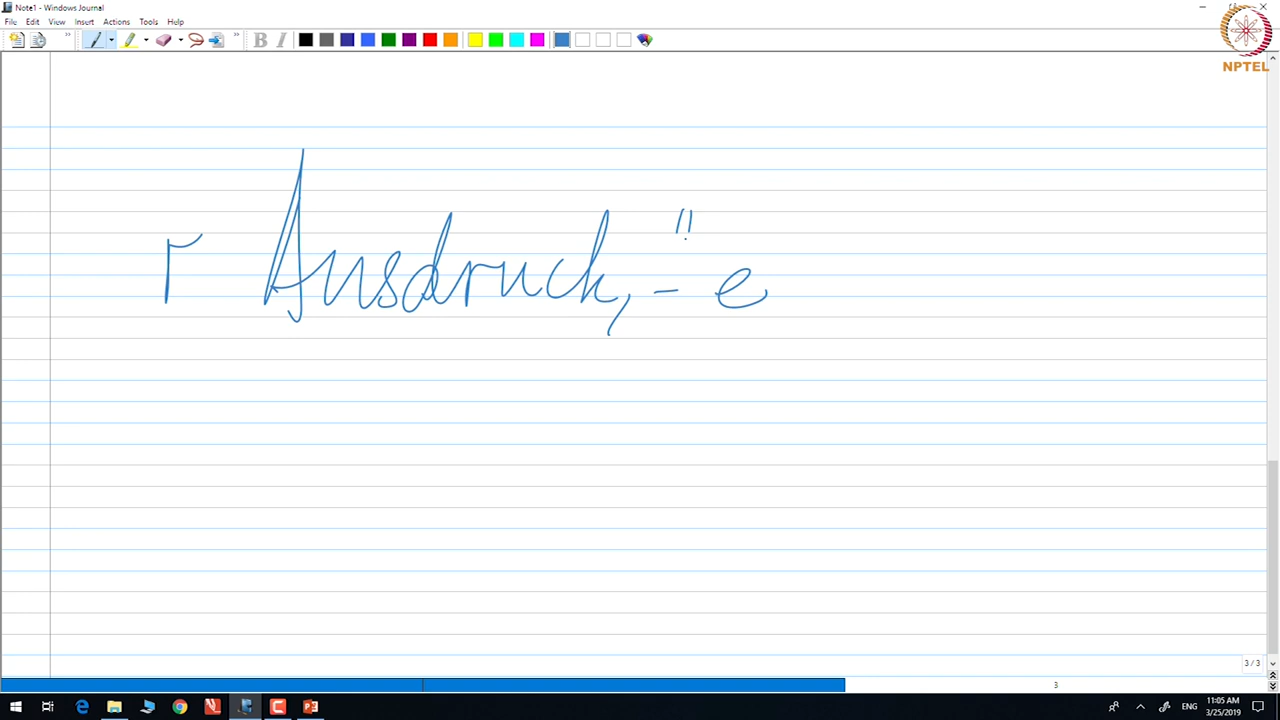 Note1 - Windows Journal
File Edit View Insert Actions Tools Help
B I
NPTEL
r Ausdruck, -̈ e
3 / 3
3
ENG
11:05 AM
3/25/2019